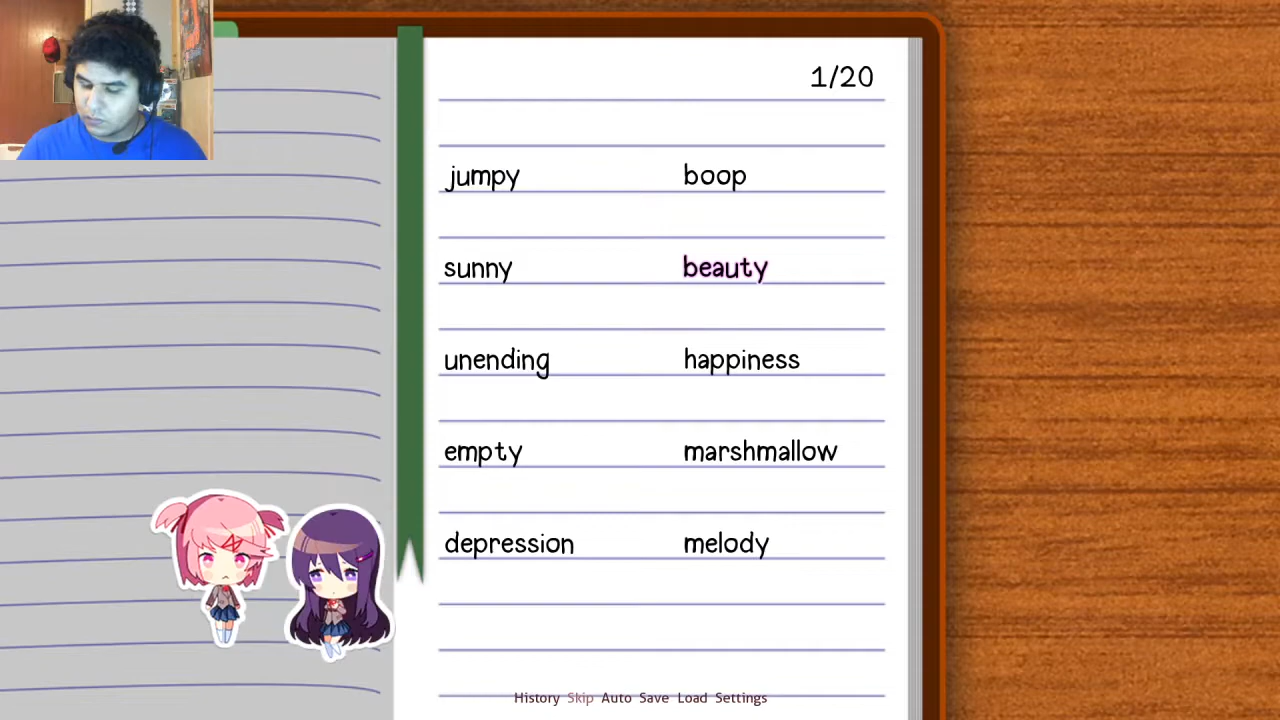 1/20
jumpy boop
sunny beauty
unending happiness
empty marshmallow
depression melody
History Skip Auto Save Load Settings